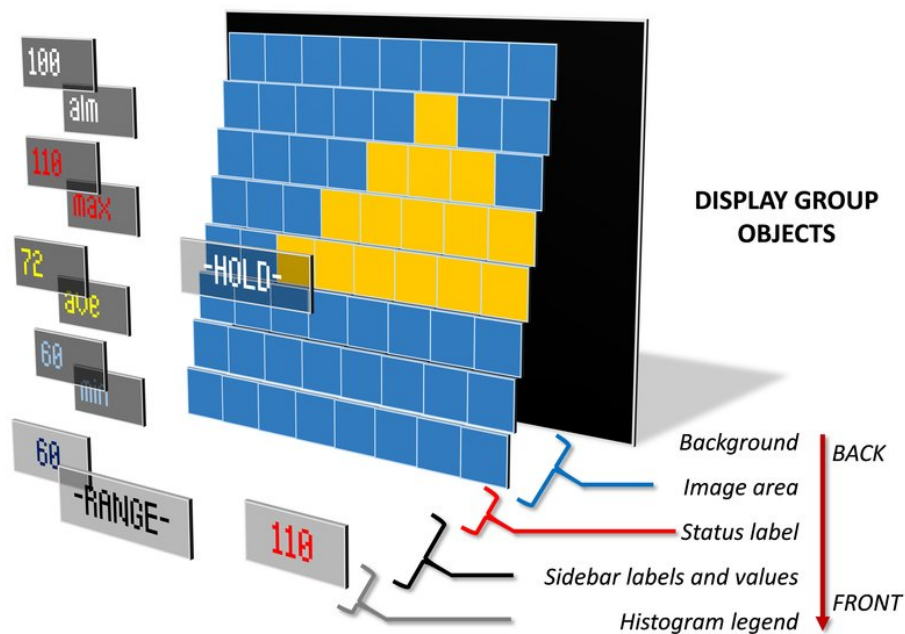 100
alm
110
max
72
ave
60
min
60
-RANGE-
110
-HOLD-
DISPLAY GROUP
OBJECTS
Background
Image area
Status label
Sidebar labels and values
Histogram legend
BACK
FRONT